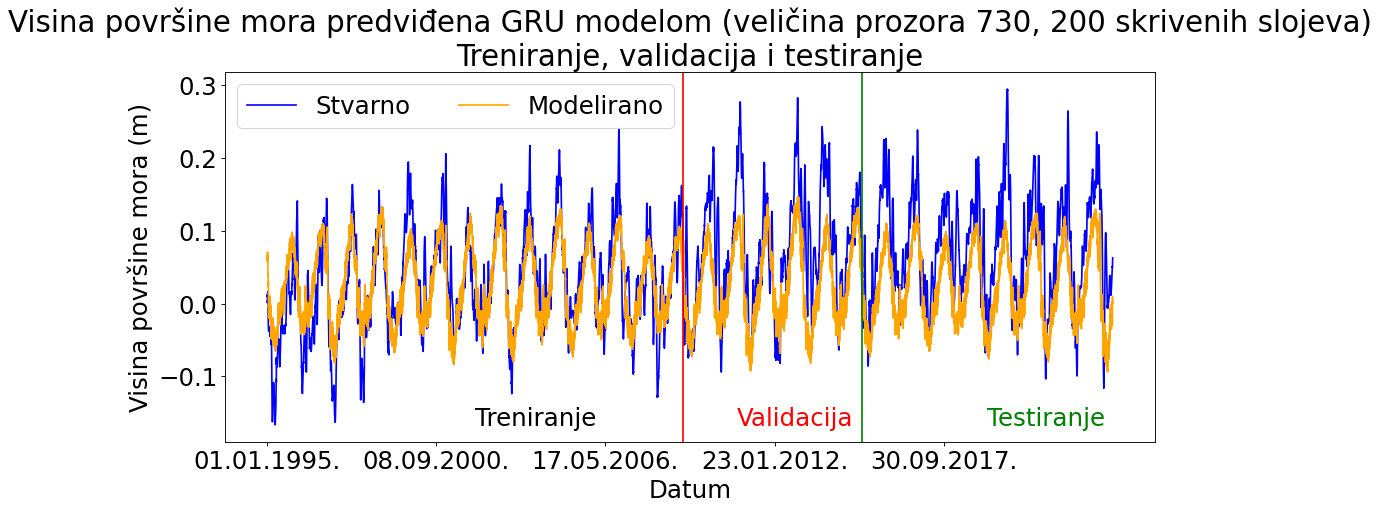 Visina površine mora predviđena GRU modelom (veličina prozora 730, 200 skrivenih slojeva)
Treniranje, validacija i testiranje
Stvarno
Modelirano
Visina površine mora (m)
0.3
0.2
0.1
0.0
−0.1
Treniranje
Validacija
Testiranje
01.01.1995.
08.09.2000.
17.05.2006.
23.01.2012.
30.09.2017.
Datum